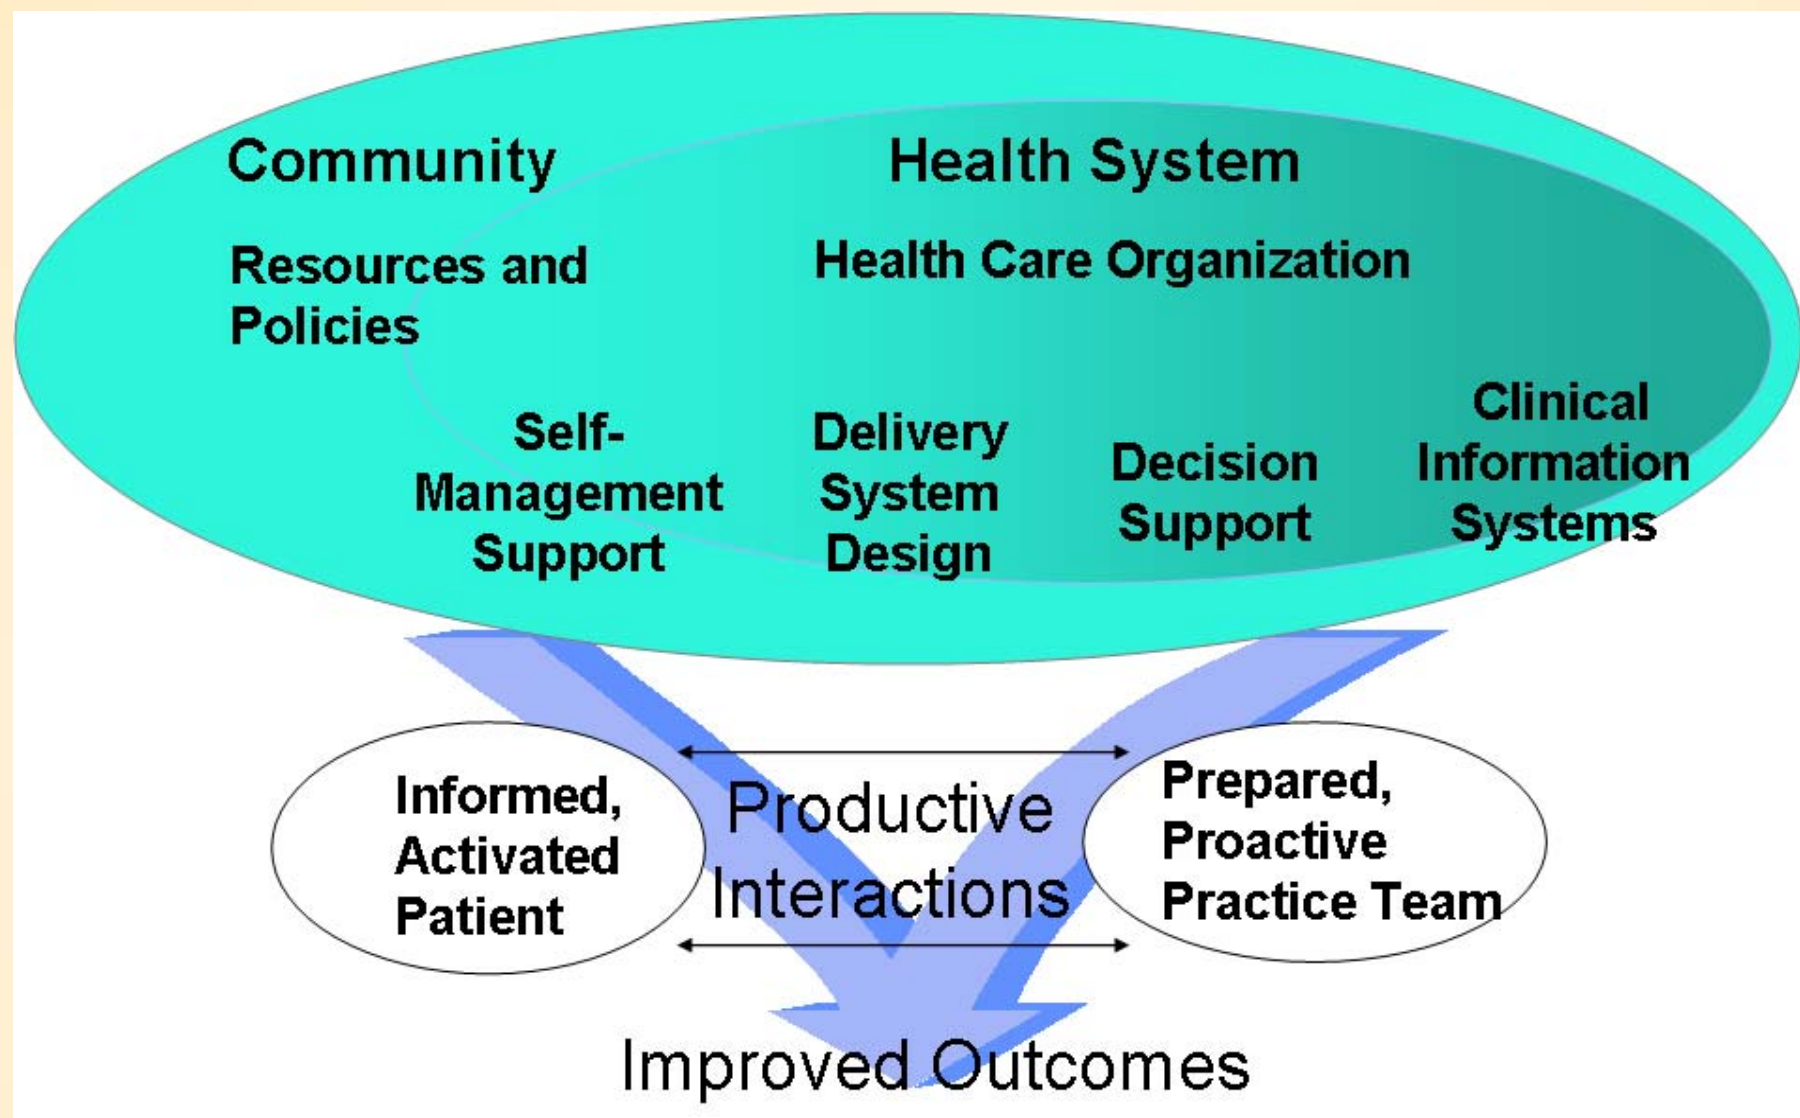 Community
Health System
Resources and
Policies
Health Care Organization
Self-
Management
Support
Delivery
System
Design
Decision
Support
Clinical
Information
Systems
Informed,
Activated
Patient
Productive
Interactions
Prepared,
Proactive
Practice Team
Improved Outcomes